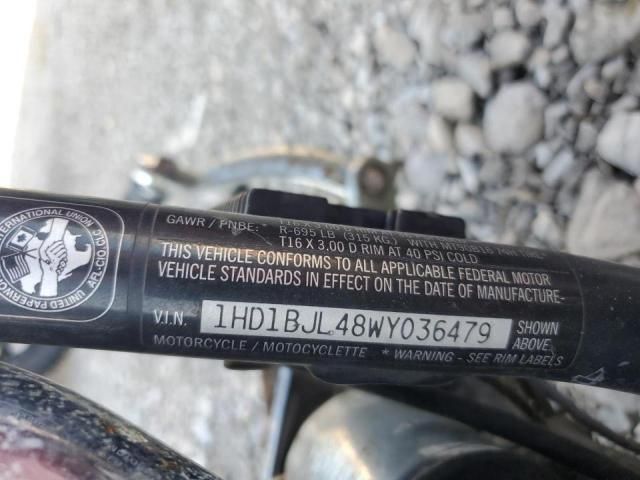 GAWR / PNBE:
R-695 LB (315 KG.) WITH
T16 X 3.00 D RIM AT 40 PSI COLD
THIS VEHICLE CONFORMS TO ALL APPLICABLE FEDERAL MOTOR
VEHICLE STANDARDS IN EFFECT ON THE DATE OF MANUFACTURE-
V.I.N. 1HD1BJL48WY036479 SHOWN ABOVE.
MOTORCYCLE / MOTOCYCLETTE * WARNING - SEE RIM LABELS
INTERNATIONAL UNION
AFL-CIO, CLC
UNITED